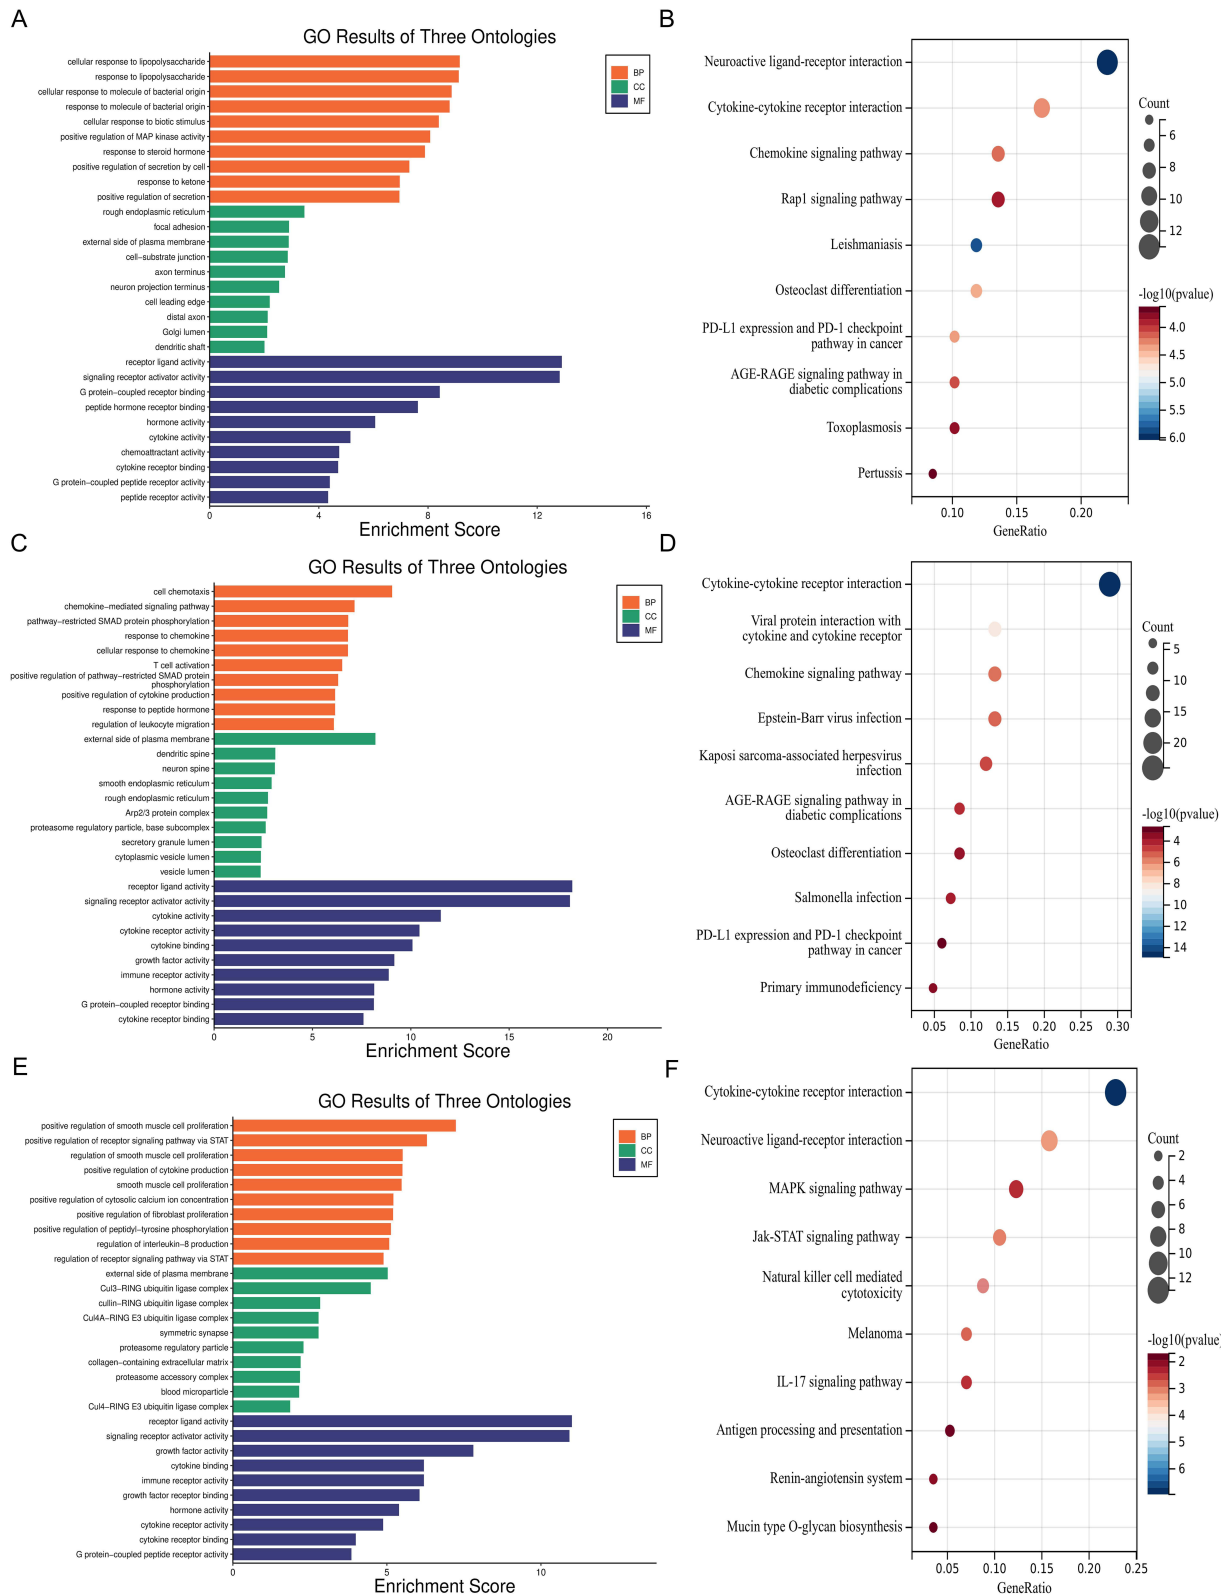 A
GO Results of Three Ontologies
cellular response to lipopolysaccharide
response to lipopolysaccharide
cellular response to molecule of bacterial origin
response to molecule of bacterial origin
cellular response to biotic stimulus
positive regulation of MAP kinase activity
response to steroid hormone
positive regulation of secretion by cell
response to ketone
positive regulation of secretion
rough endoplasmic reticulum
focal adhesion
external side of plasma membrane
cell−substrate junction
axon terminus
neuron projection terminus
cell leading edge
distal axon
Golgi lumen
dendritic shaft
receptor ligand activity
signaling receptor activator activity
G protein−coupled receptor binding
peptide hormone receptor binding
hormone activity
cytokine activity
chemoattractant activity
cytokine receptor binding
G protein−coupled peptide receptor activity
peptide receptor activity
0 4 8 12 16
Enrichment Score
BP
CC
MF
B
Neuroactive ligand-receptor interaction
Cytokine-cytokine receptor interaction
Chemokine signaling pathway
Rap1 signaling pathway
Leishmaniasis
Osteoclast differentiation
PD-L1 expression and PD-1 checkpoint
pathway in cancer
AGE-RAGE signaling pathway in
diabetic complications
Toxoplasmosis
Pertussis
0.10 0.15 0.20
GeneRatio
Count
6
8
10
12
-log10(pvalue)
4.0
4.5
5.0
5.5
6.0
C
GO Results of Three Ontologies
cell chemotaxis
chemokine−mediated signaling pathway
pathway−restricted SMAD protein phosphorylation
response to chemokine
cellular response to chemokine
T cell activation
positive regulation of pathway−restricted SMAD protein
phosphorylation
positive regulation of cytokine production
response to peptide hormone
regulation of leukocyte migration
external side of plasma membrane
dendritic spine
neuron spine
smooth endoplasmic reticulum
rough endoplasmic reticulum
Arp2/3 protein complex
proteasome regulatory particle, base subcomplex
secretory granule lumen
cytoplasmic vesicle lumen
vesicle lumen
receptor ligand activity
signaling receptor activator activity
cytokine activity
cytokine receptor activity
cytokine binding
growth factor activity
immune receptor activity
hormone activity
G protein−coupled receptor binding
cytokine receptor binding
0 5 10 15 20
Enrichment Score
BP
CC
MF
D
Cytokine-cytokine receptor interaction
Viral protein interaction with
cytokine and cytokine receptor
Chemokine signaling pathway
Epstein-Barr virus infection
Kaposi sarcoma-associated herpesvirus
infection
AGE-RAGE signaling pathway in
diabetic complications
Osteoclast differentiation
Salmonella infection
PD-L1 expression and PD-1 checkpoint
pathway in cancer
Primary immunodeficiency
0.05 0.10 0.15 0.20 0.25 0.30
GeneRatio
Count
5
10
15
20
-log10(pvalue)
4
6
8
10
12
14
E
GO Results of Three Ontologies
positive regulation of smooth muscle cell proliferation
positive regulation of receptor signaling pathway via STAT
regulation of smooth muscle cell proliferation
positive regulation of cytokine production
smooth muscle cell proliferation
positive regulation of cytosolic calcium ion concentration
positive regulation of fibroblast proliferation
positive regulation of peptidyl−tyrosine phosphorylation
regulation of interleukin−8 production
regulation of receptor signaling pathway via STAT
external side of plasma membrane
Cul3−RING ubiquitin ligase complex
cullin−RING ubiquitin ligase complex
Cul4A−RING E3 ubiquitin ligase complex
symmetric synapse
proteasome regulatory particle
collagen−containing extracellular matrix
proteasome accessory complex
blood microparticle
Cul4−RING E3 ubiquitin ligase complex
receptor ligand activity
signaling receptor activator activity
growth factor activity
cytokine binding
immune receptor activity
growth factor receptor binding
hormone activity
cytokine receptor activity
cytokine receptor binding
G protein−coupled peptide receptor activity
0 5 10
Enrichment Score
BP
CC
MF
F
Cytokine-cytokine receptor interaction
Neuroactive ligand-receptor interaction
MAPK signaling pathway
Jak-STAT signaling pathway
Natural killer cell mediated
cytotoxicity
Melanoma
IL-17 signaling pathway
Antigen processing and presentation
Renin-angiotensin system
Mucin type O-glycan biosynthesis
0.05 0.10 0.15 0.20 0.25
GeneRatio
Count
2
4
6
8
10
12
-log10(pvalue)
2
3
4
5
6